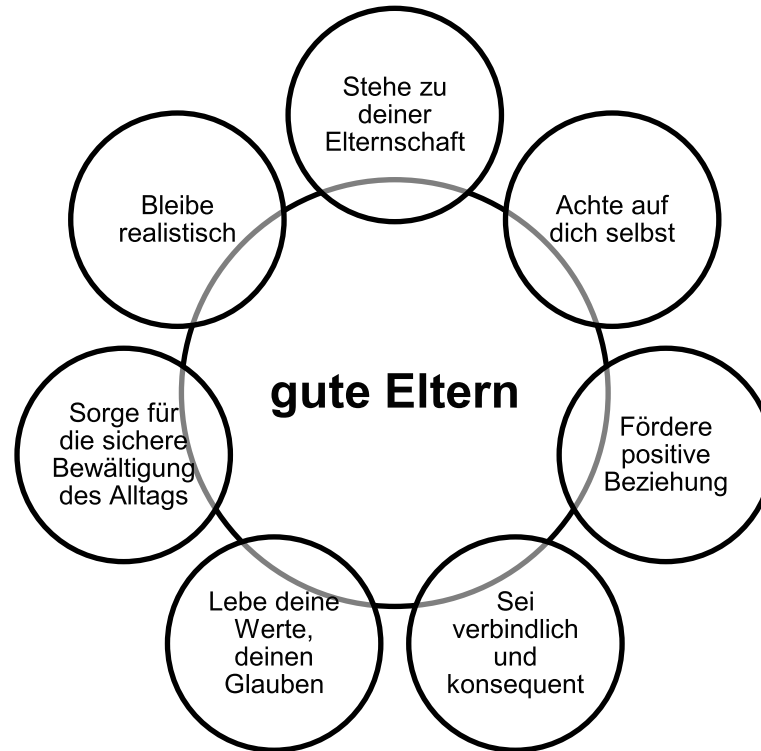 Stehe zu
deiner
Elternschaft
Achte auf
dich selbst
Fördere
positive
Beziehung
Sei
verbindlich
und
konsequent
Lebe deine
Werte,
deinen
Glauben
Sorge für
die sichere
Bewältigung
des Alltags
Bleibe
realistisch
gute Eltern